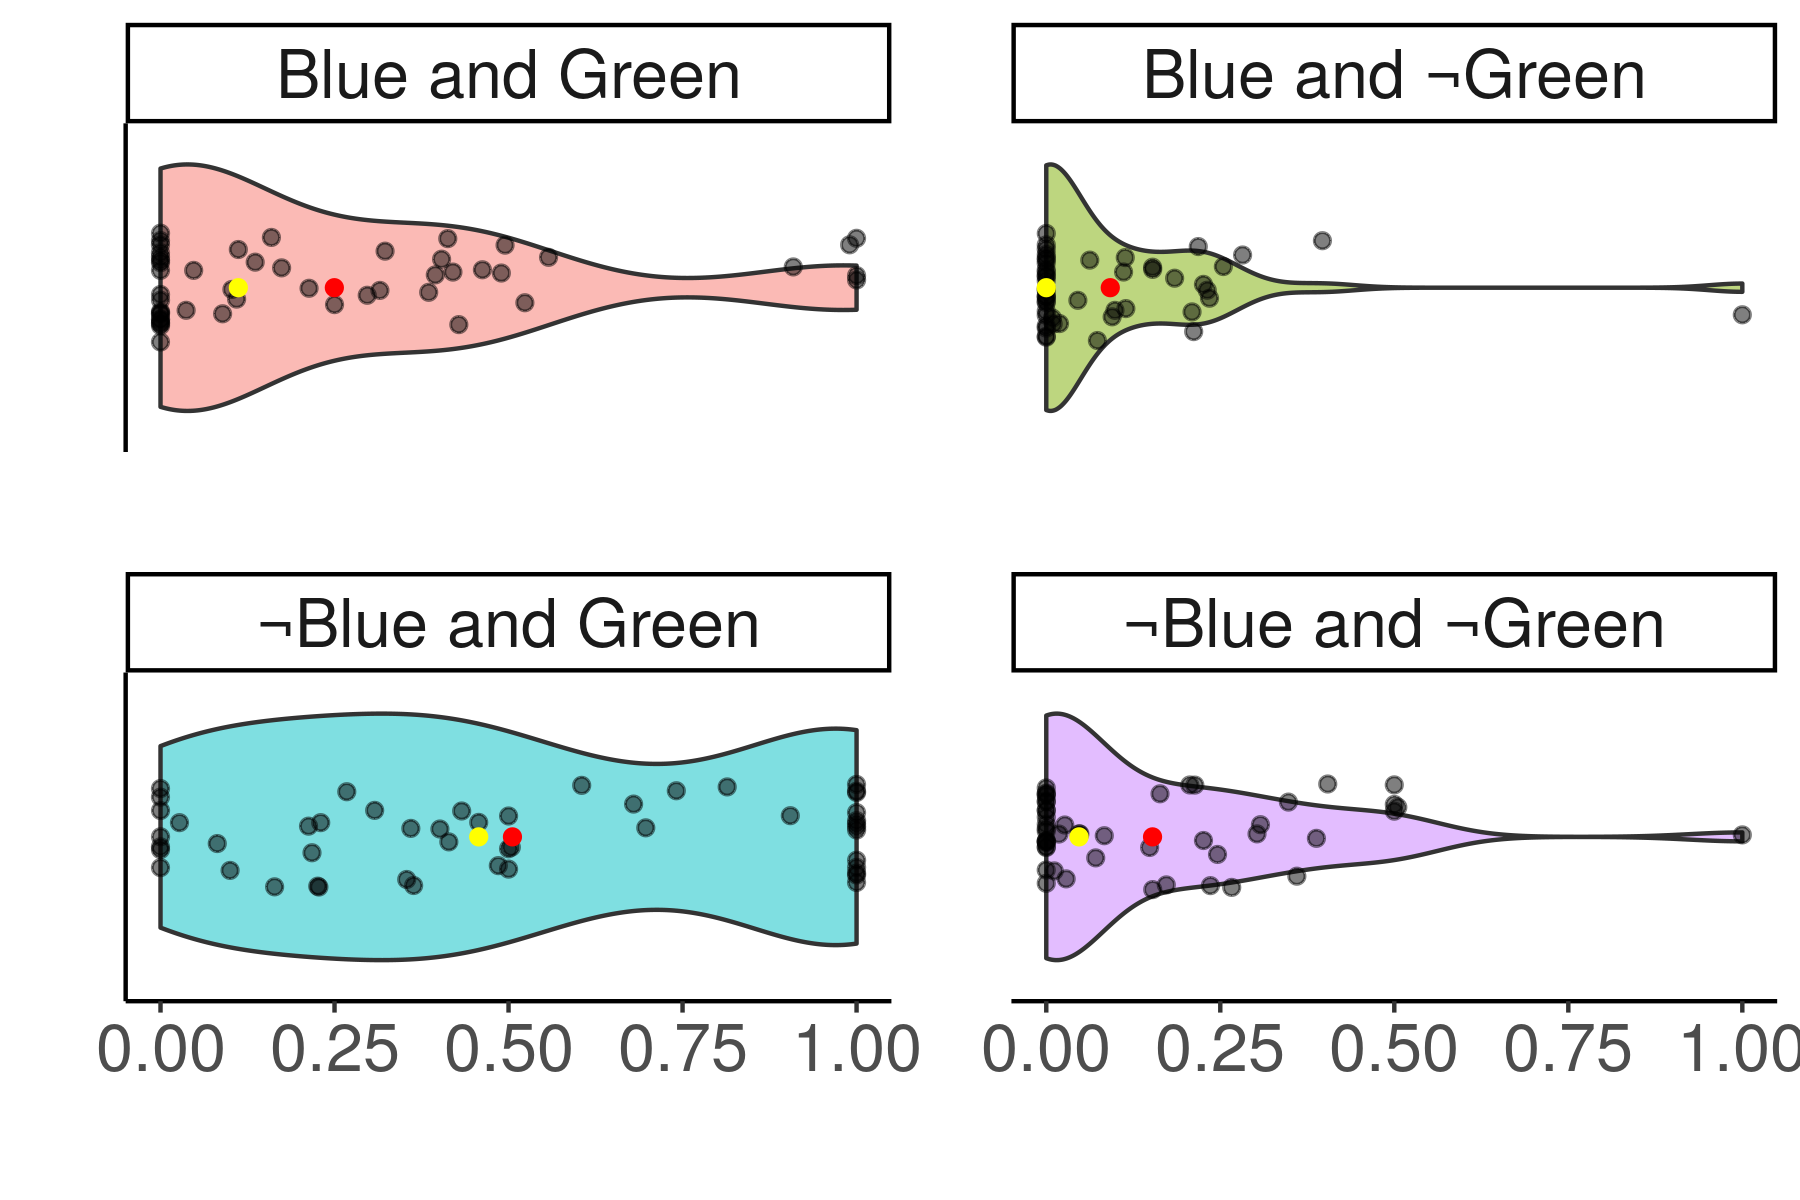 Blue and Green
Blue and ¬Green
¬Blue and Green
¬Blue and ¬Green
0.00 0.25 0.50 0.75 1.00
0.00 0.25 0.50 0.75 1.00